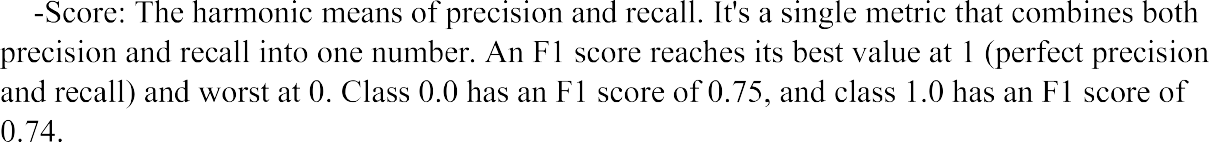 -Score: The harmonic means of precision and recall. It's a single metric that combines both
precision and recall into one number. An F1 score reaches its best value at 1 (perfect precision
and recall) and worst at 0. Class 0.0 has an F1 score of 0.75, and class 1.0 has an F1 score of
0.74.